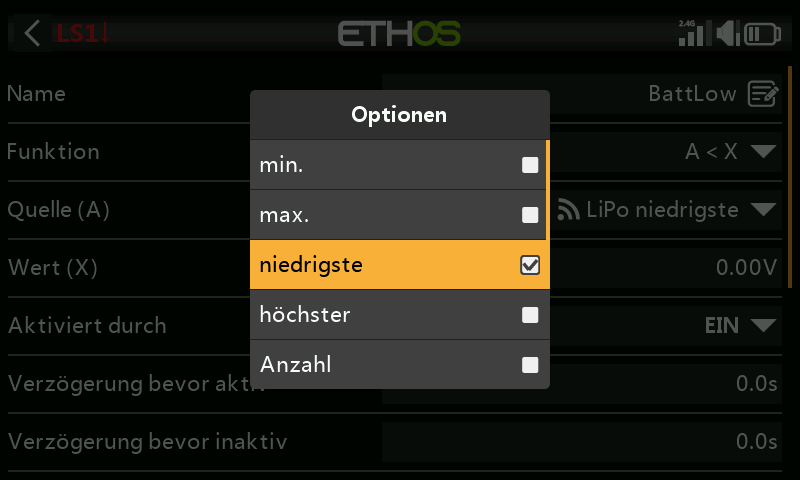 LS1↓ ETHOS 2.4G
Name BattLow
Optionen
Funktion A < X
min.
max.
Quelle (A) LiPo niedrigste
niedrigste
Wert (X) 0.00V
höchster
Aktiviert durch EIN
Anzahl
Verzögerung bevor aktiv 0.0s
Verzögerung bevor inaktiv 0.0s